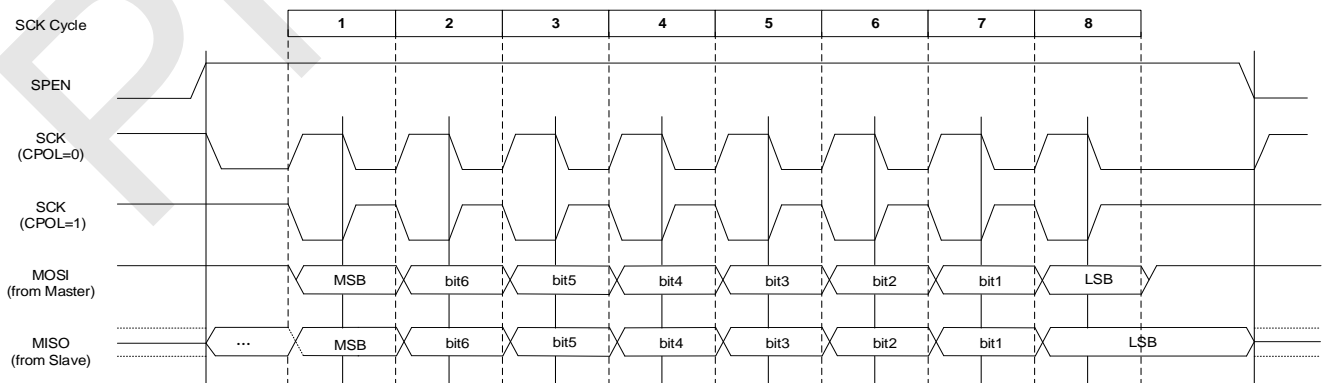 SCK Cycle 1 2 3 4 5 6 7 8
SPEN
SCK
(CPOL=0)
SCK
(CPOL=1)
MOSI
(from Master)
MSB bit6 bit5 bit4 bit3 bit2 bit1 LSB
MISO
(from Slave)
... MSB bit6 bit5 bit4 bit3 bit2 bit1 LSB